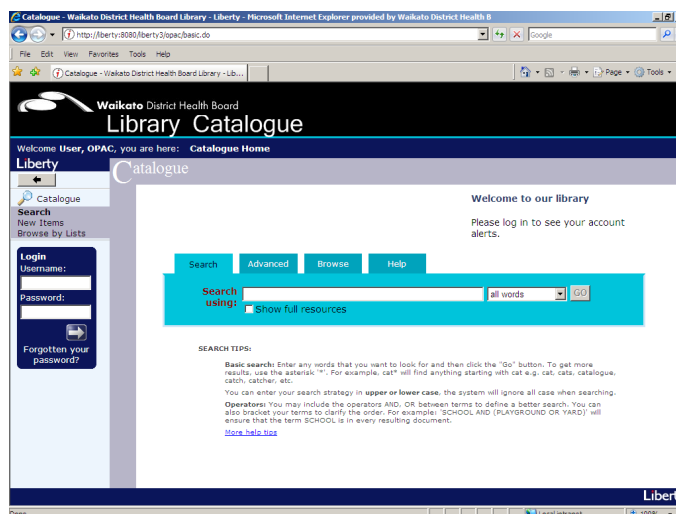 Catalogue - Waikato District Health Board Library - Liberty - Microsoft Internet Explorer provided by Waikato District Health B
http://liberty:8080/liberty3/opac/basic.do
Google
File Edit View Favorites Tools Help
Catalogue - Waikato District Health Board Library - Lib...
Page Tools
Waikato District Health Board
Library Catalogue
Welcome User, OPAC, you are here: Catalogue Home
Liberty
Catalogue
Catalogue
Search
New Items
Browse by Lists
Welcome to our library
Please log in to see your account
alerts.
Login
Username:
Password:
Forgotten your
password?
Search Advanced Browse Help
Search
using:
all words
GO
Show full resources
SEARCH TIPS:
Basic search: Enter any words that you want to look for and then click the "Go" button. To get more
results, use the asterisk '*'. For example, cat* will find anything starting with cat e.g. cat, cats, catalogue,
catch, catcher, etc.
You can enter your search strategy in upper or lower case, the system will ignore all case when searching.
Operators: You may include the operators AND, OR between terms to define a better search. You can
also bracket your terms to clarify the order. For example: 'SCHOOL AND (PLAYGROUND OR YARD)' will
ensure that the term SCHOOL is in every resulting document.
More help tips
Libert